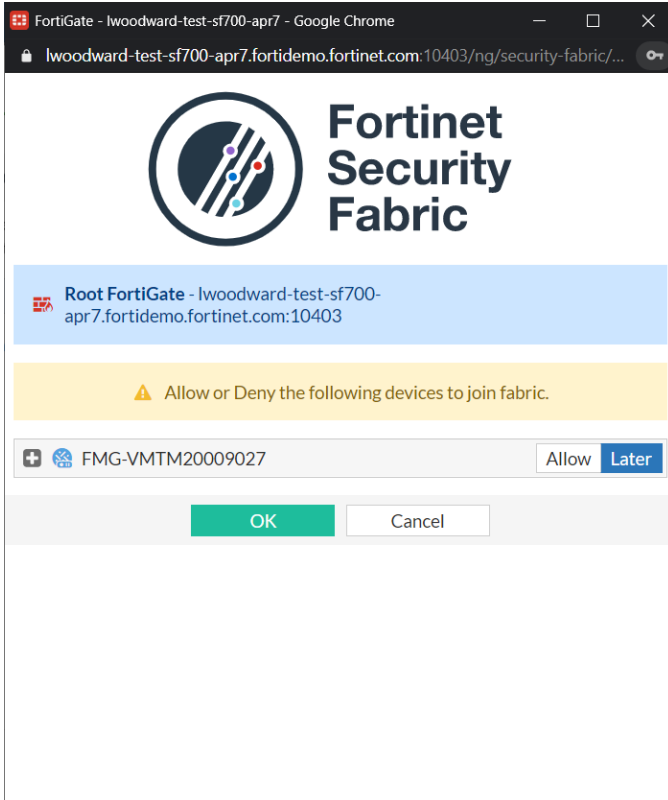 FortiGate - lwoodward-test-sf700-apr7 - Google Chrome
lwoodward-test-sf700-apr7.fortidemo.fortinet.com:10403/ng/security-fabric/...
Fortinet
Security
Fabric
Root FortiGate - lwoodward-test-sf700-
apr7.fortidemo.fortinet.com:10403
Allow or Deny the following devices to join fabric.
FMG-VMTM20009027
Allow
Later
OK
Cancel